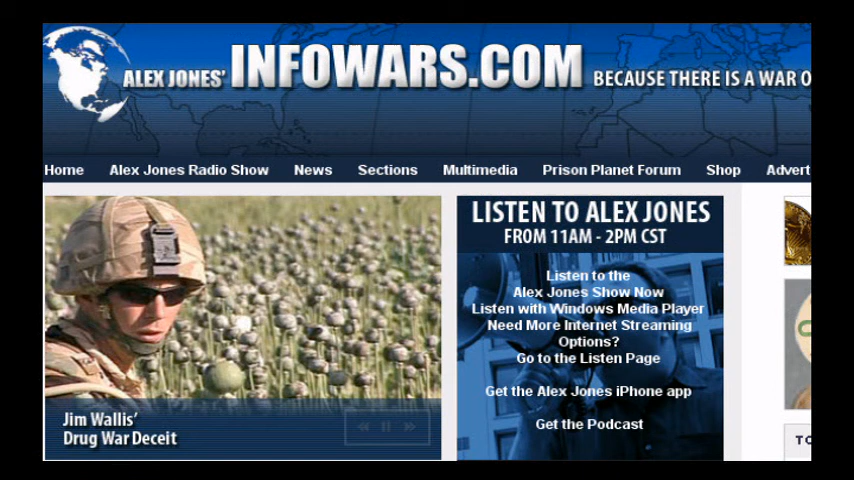 ALEX JONES' INFOWARS.COM BECAUSE THERE IS A WAR O
Home Alex Jones Radio Show News Sections Multimedia Prison Planet Forum Shop Advert
LISTEN TO ALEX JONES
FROM 11AM - 2PM CST
Listen to the
Alex Jones Show Now
Listen with Windows Media Player
Need More Internet Streaming
Options?
Go to the Listen Page
Get the Alex Jones iPhone app
Get the Podcast
Jim Wallis'
Drug War Deceit
TO